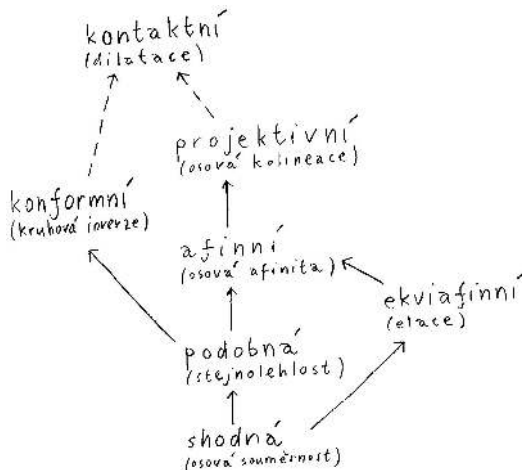 kontaktní
(dilatace)
projektivní
(osová kolineace)
konformní
(kruhová inverze)
afinní
(osová afinita)
ekviafinní
(elace)
podobná
(stejnolehlost)
shodná
(osová souměrnost)